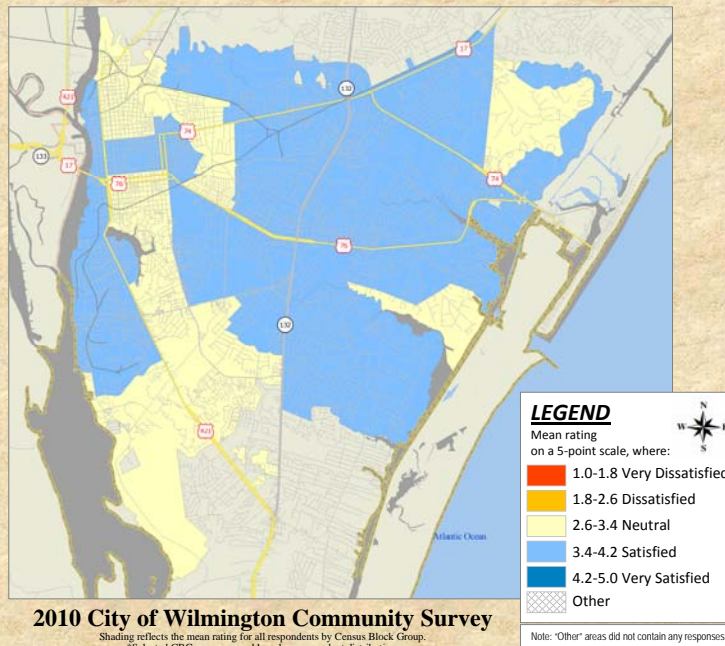 17
132
421
74
133
17
76
74
76
132
421
Atlantic Ocean
LEGEND
N
W
E
Mean rating
on a 5-point scale, where:
1.0-1.8 Very Dissatisfied
1.8-2.6 Dissatisfied
2.6-3.4 Neutral
3.4-4.2 Satisfied
4.2-5.0 Very Satisfied
Other
2010 City of Wilmington Community Survey
Shading reflects the mean rating for all respondents by Census Block Group.
Note: "Other" areas did not contain any responses